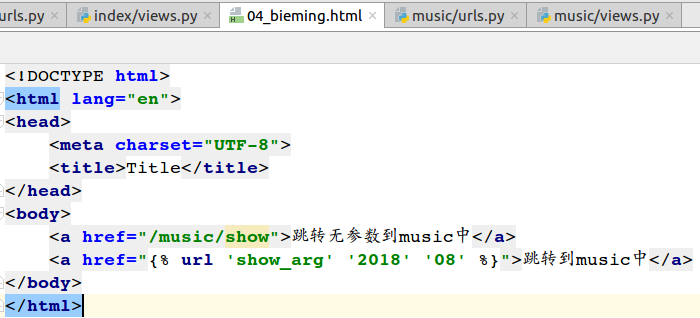 urls.py × index/views.py × 04_bieming.html × music/urls.py × music/views.py ×
<!DOCTYPE html>
<html lang="en">
<head>
<meta charset="UTF-8">
<title>Title</title>
</head>
<body>
<a href="/music/show">跳转无参数到music中</a>
<a href="{% url 'show_arg' '2018' '08' %}">跳转到music中</a>
</body>
</html>